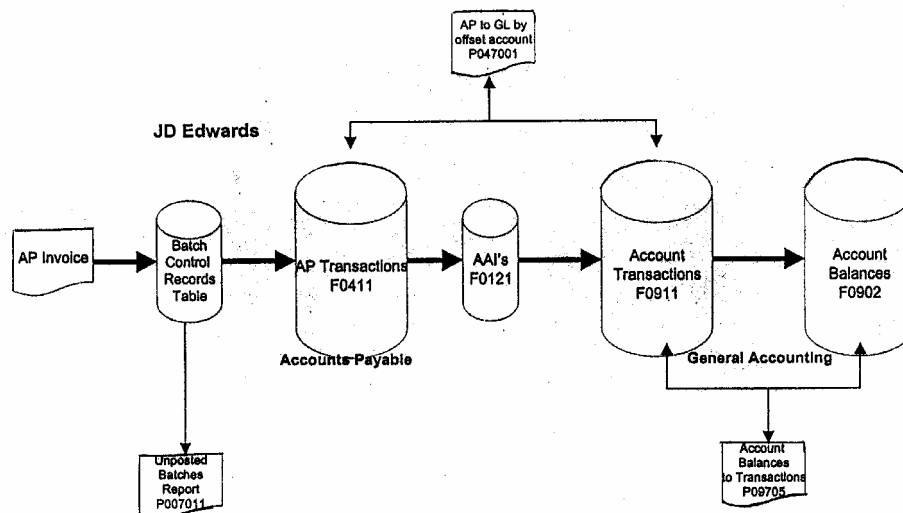 AP to GL by
offset account
P047001
JD Edwards
AP Invoice
Batch
Control
Records
Table
AP Transactions
F0411
AAI's
F0121
Account
Transactions
F0911
Account
Balances
F0902
Accounts Payable
General Accounting
Unposted
Batches
Report
P007011
Account
Balances
to Transactions
P09705